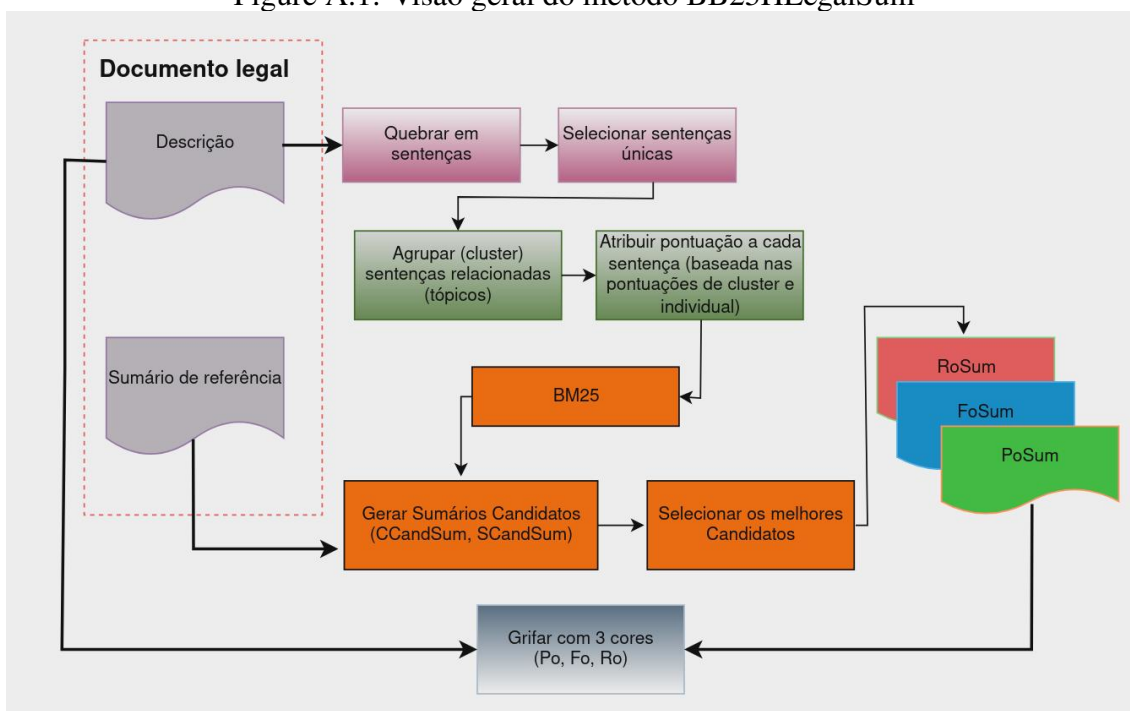 Figure A.1: Visão geral do método BB25HLegalSum
Documento legal
Descrição
Quebrar em
sentenças
Selecionar sentenças
únicas
Agrupar (cluster)
sentenças relacionadas
(tópicos)
Atribuir pontuação a cada
sentença (baseada nas
pontuações de cluster e
individual)
Sumário de referência
BM25
RoSum
FoSum
PoSum
Gerar Sumários Candidatos
(CCandSum, SCandSum)
Selecionar os melhores
Candidatos
Grifar com 3 cores
(Po, Fo, Ro)